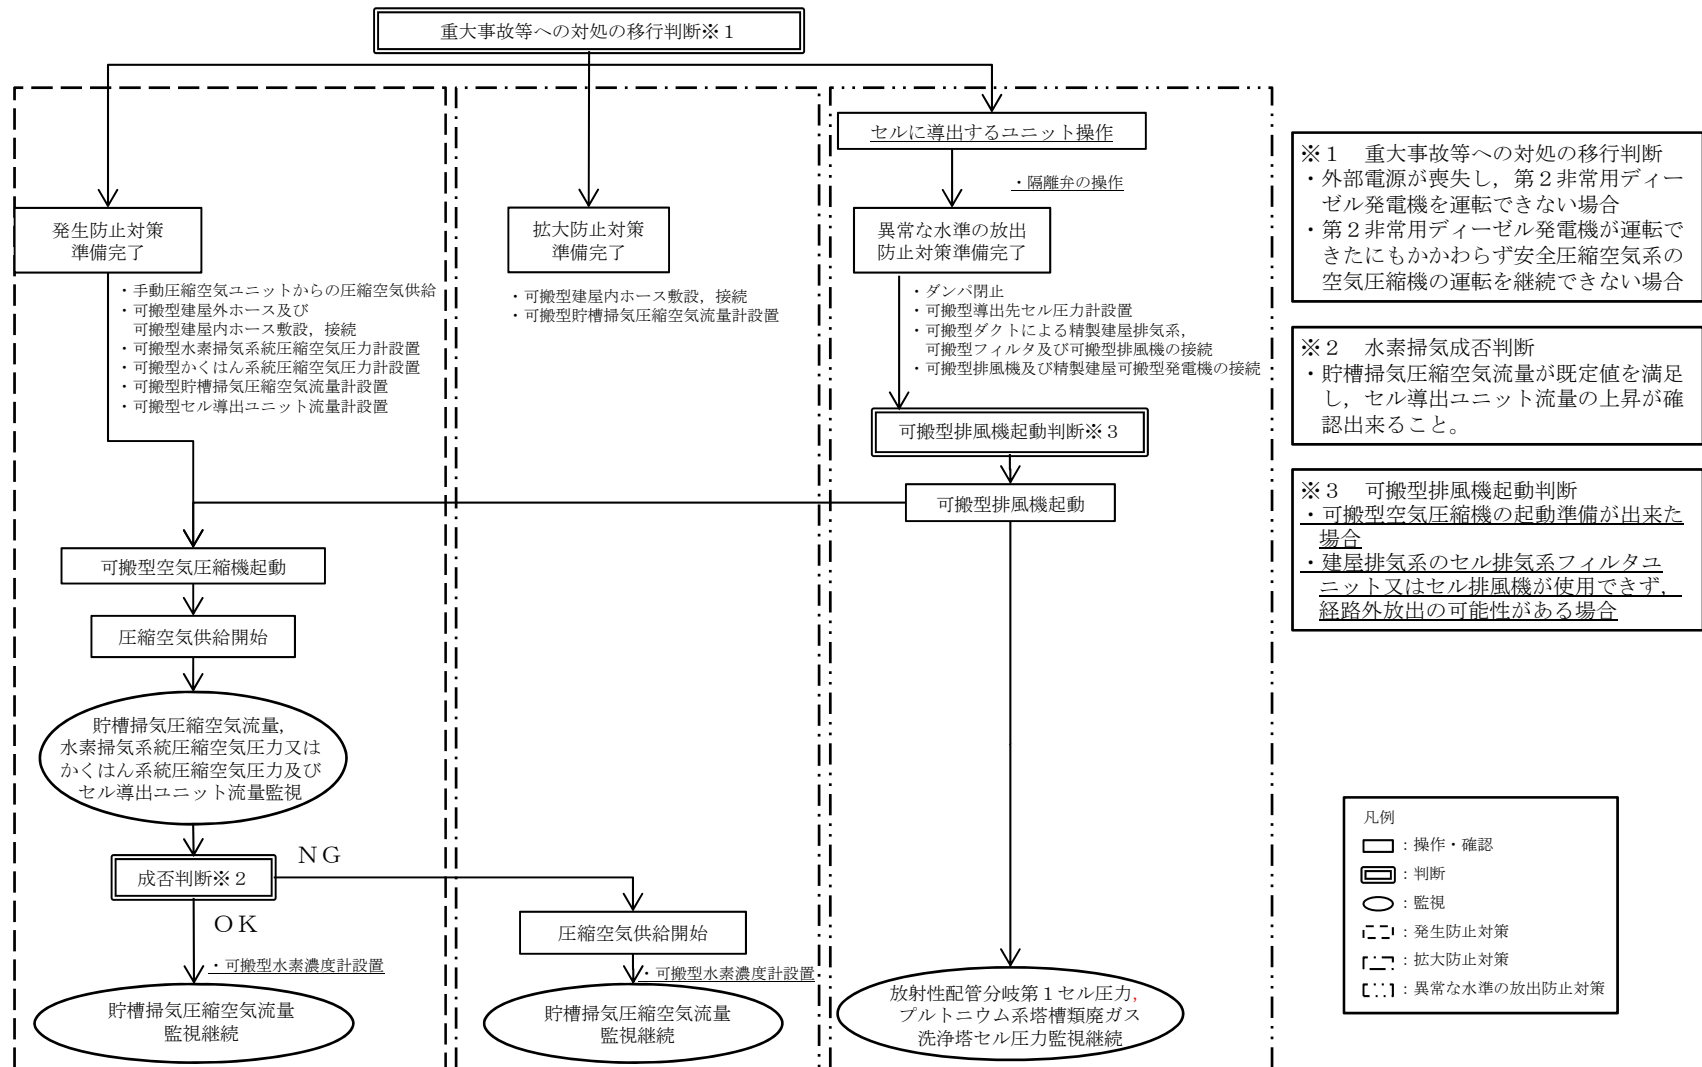 重大事故等への対処の移行判断※１
セルに導出するユニット操作
・隔離弁の操作
発生防止対策
準備完了
拡大防止対策
準備完了
異常な水準の放出
防止対策準備完了
・手動圧縮空気ユニットからの圧縮空気供給
・可搬型建屋外ホース及び
可搬型建屋内ホース敷設，接続
・可搬型水素掃気系統圧縮空気圧力計設置
・可搬型かくはん系統圧縮空気圧力計設置
・可搬型貯槽掃気圧縮空気流量計設置
・可搬型セル導出ユニット流量計設置
・可搬型建屋内ホース敷設，接続
・可搬型貯槽掃気圧縮空気流量計設置
・ダンパ閉止
・可搬型導出先セル圧力計設置
・可搬型ダクトによる精製建屋排気系，
可搬型フィルタ及び可搬型排風機の接続
・可搬型排風機及び精製建屋可搬型発電機の接続
可搬型排風機起動判断※３
可搬型排風機起動
可搬型空気圧縮機起動
圧縮空気供給開始
貯槽掃気圧縮空気流量，
水素掃気系統圧縮空気圧力又は
かくはん系統圧縮空気圧力及び
セル導出ユニット流量監視
成否判断※２
ＮＧ
ＯＫ
・可搬型水素濃度計設置
貯槽掃気圧縮空気流量
監視継続
圧縮空気供給開始
・可搬型水素濃度計設置
貯槽掃気圧縮空気流量
監視継続
放射性配管分岐第１セル圧力，
プルトニウム系塔槽類廃ガス
洗浄塔セル圧力監視継続
※１　重大事故等への対処の移行判断
・外部電源が喪失し，第２非常用ディー
ゼル発電機を運転できない場合
・第２非常用ディーゼル発電機が運転で
きたにもかかわらず安全圧縮空気系の
空気圧縮機の運転を継続できない場合
※２　水素掃気成否判断
・貯槽掃気圧縮空気流量が既定値を満足
し，セル導出ユニット流量の上昇が確
認出来ること。
※３　可搬型排風機起動判断
・可搬型空気圧縮機の起動準備が出来た
場合
・建屋排気系のセル排気系フィルタユ
ニット又はセル排風機が使用できず，
経路外放出の可能性がある場合
凡例
：操作・確認
：判断
：監視
：発生防止対策
：拡大防止対策
：異常な水準の放出防止対策